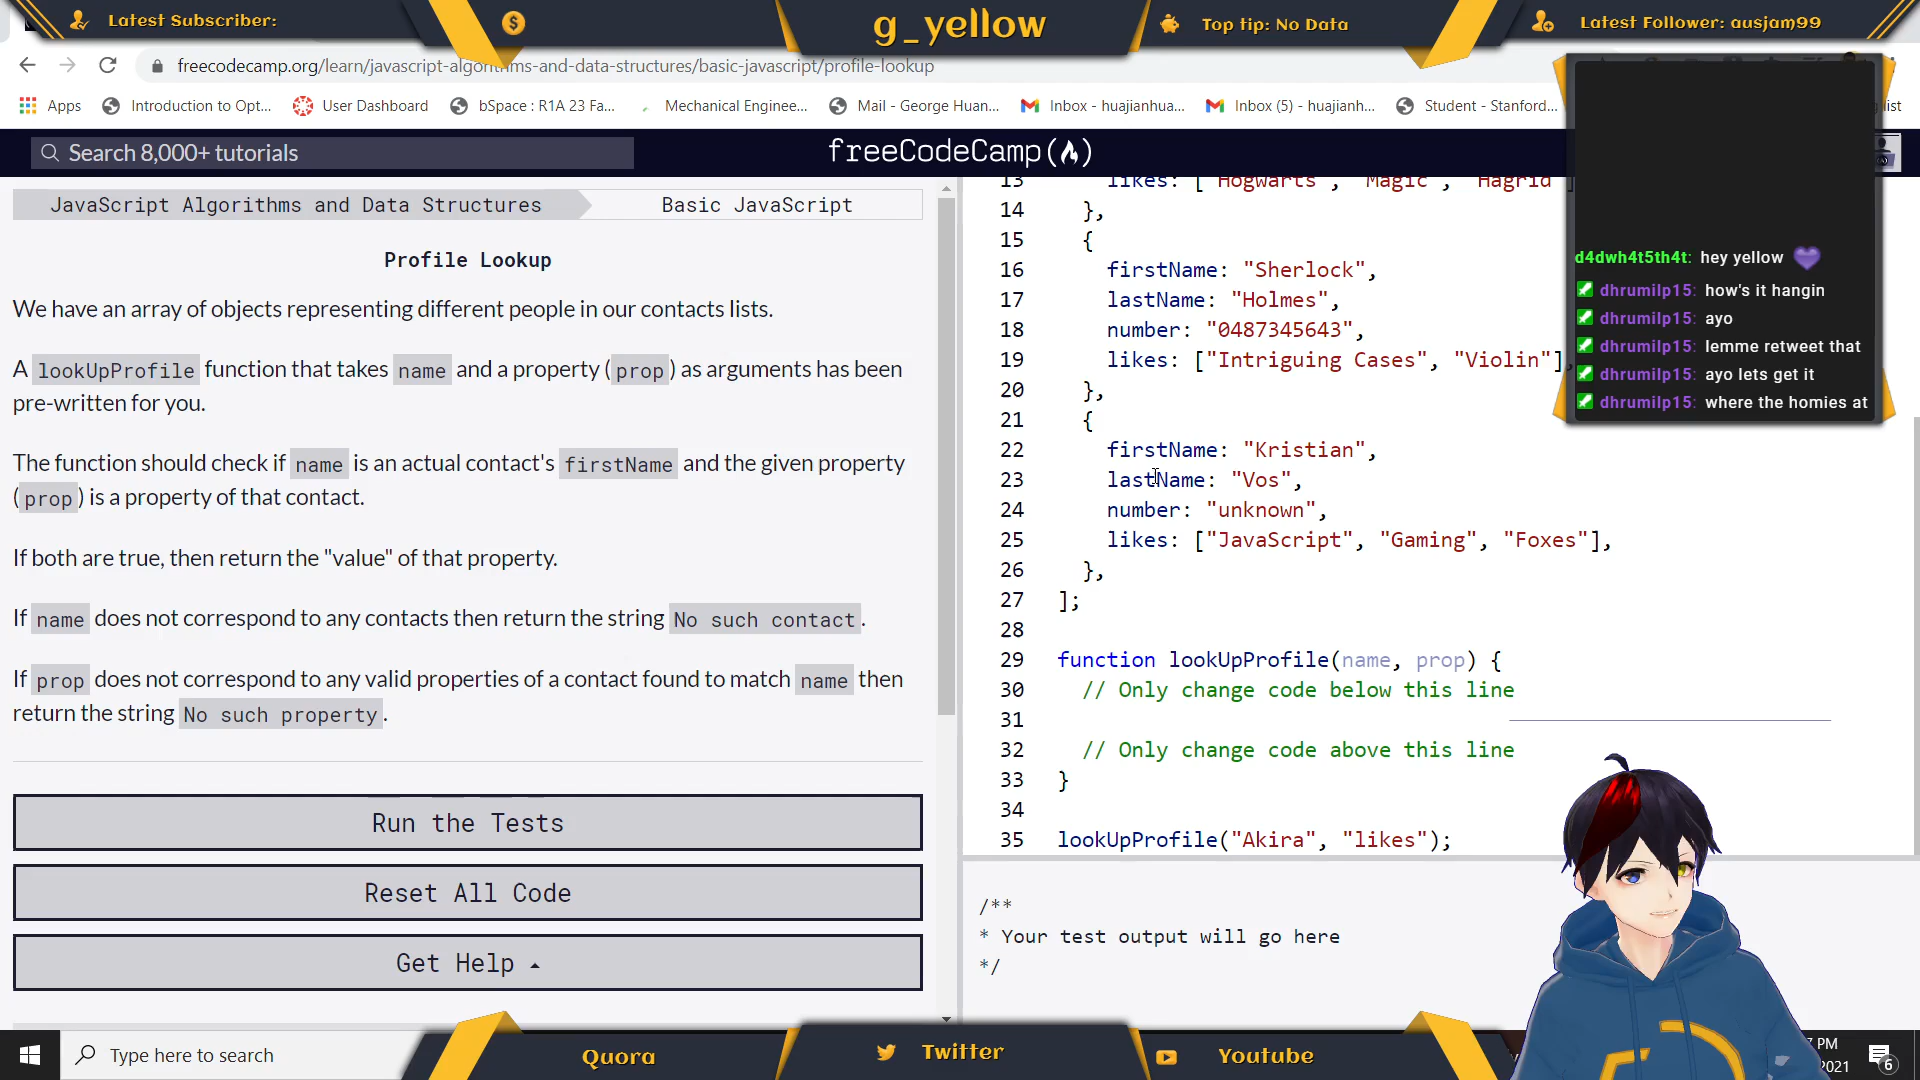 Latest Subscriber:
g_yellow
Top tip: No Data
Latest Follower: ausjam99
freecodecamp.org/learn/javascript-algorithms-and-data-structures/basic-javascript/profile-lookup
Apps
Introduction to Opt...
User Dashboard
bSpace : R1A 23 Fa...
Mechanical Enginee...
Mail - George Huan...
Inbox - huajianhua...
Inbox (5) - huajianh...
Student - Stanford...
list
Search 8,000+ tutorials
freeCodeCamp
JavaScript Algorithms and Data Structures
Basic JavaScript
Profile Lookup
We have an array of objects representing different people in our contacts lists.
A lookUpProfile function that takes name and a property (prop) as arguments has been
pre-written for you.
The function should check if name is an actual contact's firstName and the given property
(prop) is a property of that contact.
If both are true, then return the "value" of that property.
If name does not correspond to any contacts then return the string No such contact.
If prop does not correspond to any valid properties of a contact found to match name then
return the string No such property.
Run the Tests
Reset All Code
Get Help
13 likes: ["Hogwarts", "Magic", "Hagrid"]
14 },
15 {
16 firstName: "Sherlock",
17 lastName: "Holmes",
18 number: "0487345643",
19 likes: ["Intriguing Cases", "Violin"],
20 },
21 {
22 firstName: "Kristian",
23 lastName: "Vos",
24 number: "unknown",
25 likes: ["JavaScript", "Gaming", "Foxes"],
26 },
27 ];
28
29 function lookUpProfile(name, prop) {
30 // Only change code below this line
31
32 // Only change code above this line
33 }
34
35 lookUpProfile("Akira", "likes");
/**
* Your test output will go here
*/
d4dwh4t5th4t: hey yellow
dhrumilp15: how's it hangin
dhrumilp15: ayo
dhrumilp15: lemme retweet that
dhrumilp15: ayo lets get it
dhrumilp15: where the homies at
Type here to search
Quora
Twitter
Youtube
7 PM
2021
6